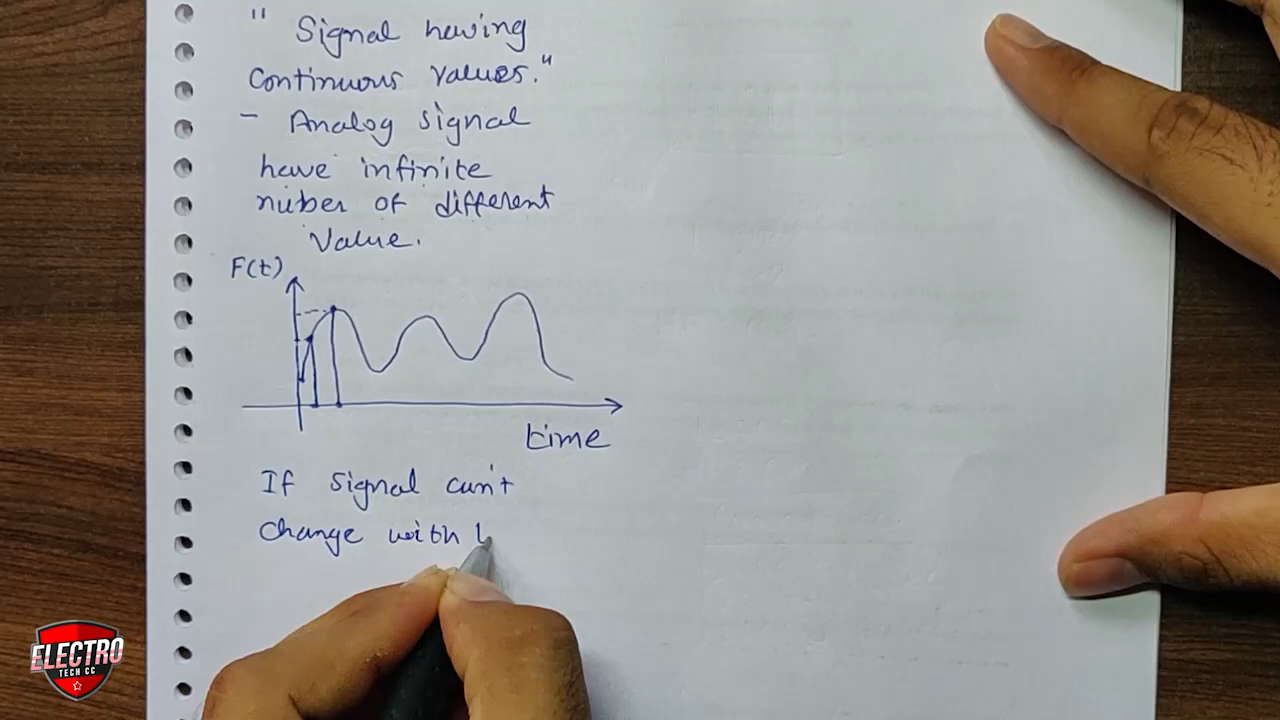 " Signal having
Continuous values."
- Analog signal
have infinite
nuber of different
Value.
F(t)
time
If signal can't
change with
ELECTRO
TECH CC